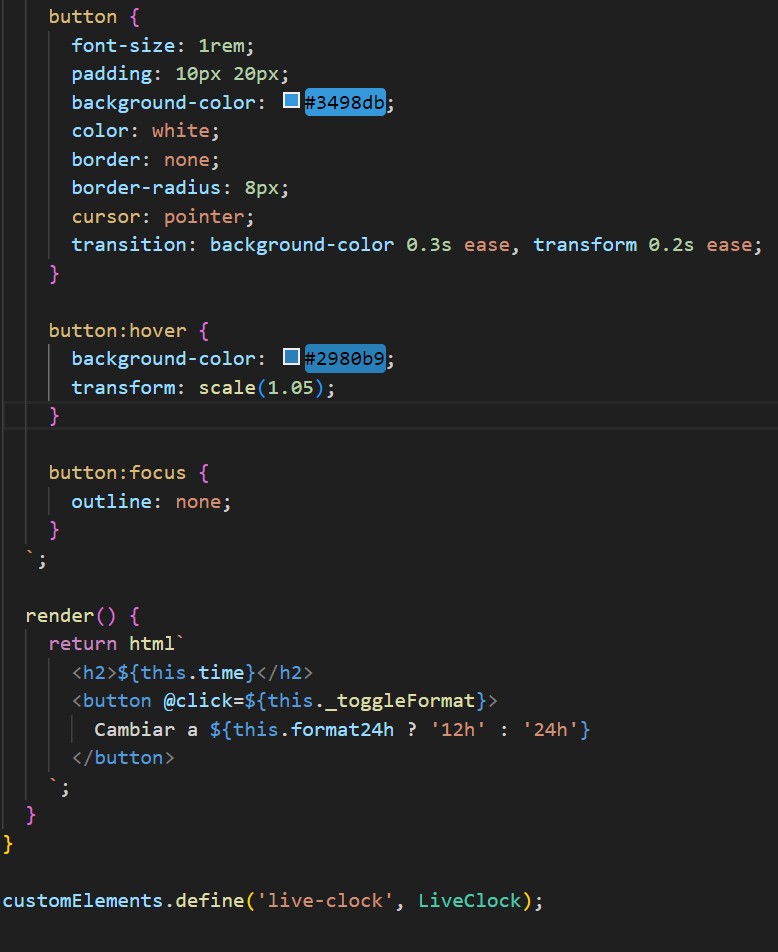 button {
font-size: 1rem;
padding: 10px 20px;
background-color: #3498db;
color: white;
border: none;
border-radius: 8px;
cursor: pointer;
transition: background-color 0.3s ease, transform 0.2s ease;
}
button:hover {
background-color: #2980b9;
transform: scale(1.05);
}
button:focus {
outline: none;
}
`;
render() {
return html`
<h2>${this.time}</h2>
<button @click=${this._toggleFormat}>
Cambiar a ${this.format24h ? '12h' : '24h'}
</button>
`;
}
}
customElements.define('live-clock', LiveClock);